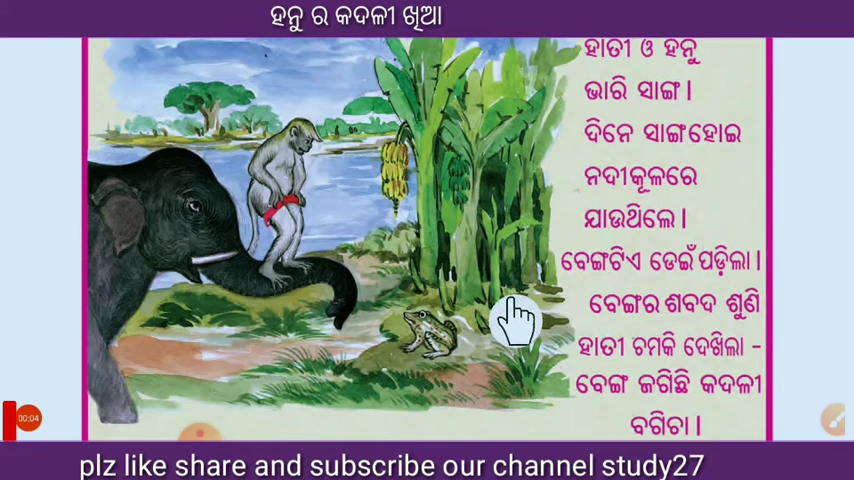 ହନୁ ର କଦଳୀ ଖିଆ
ହାତୀ ଓ ହନୁ
ଭାରି ସାଙ୍ଗ।
ଦିନେ ସାଙ୍ଗହୋଇ
ନଦୀକୂଳରେ
ଯାଉଥିଲେ।
ବେଙ୍ଗଟିଏ ଡେଇଁ ପଡ଼ିଲା।
ବେଙ୍ଗର ଶବଦ ଶୁଣି
ହାତୀ ଚମକି ଦେଖିଲା -
ବେଙ୍ଗ ଜଗିଛି କଦଳୀ
ବଗିଚା।
00:04
plz like share and subscribe our channel study27